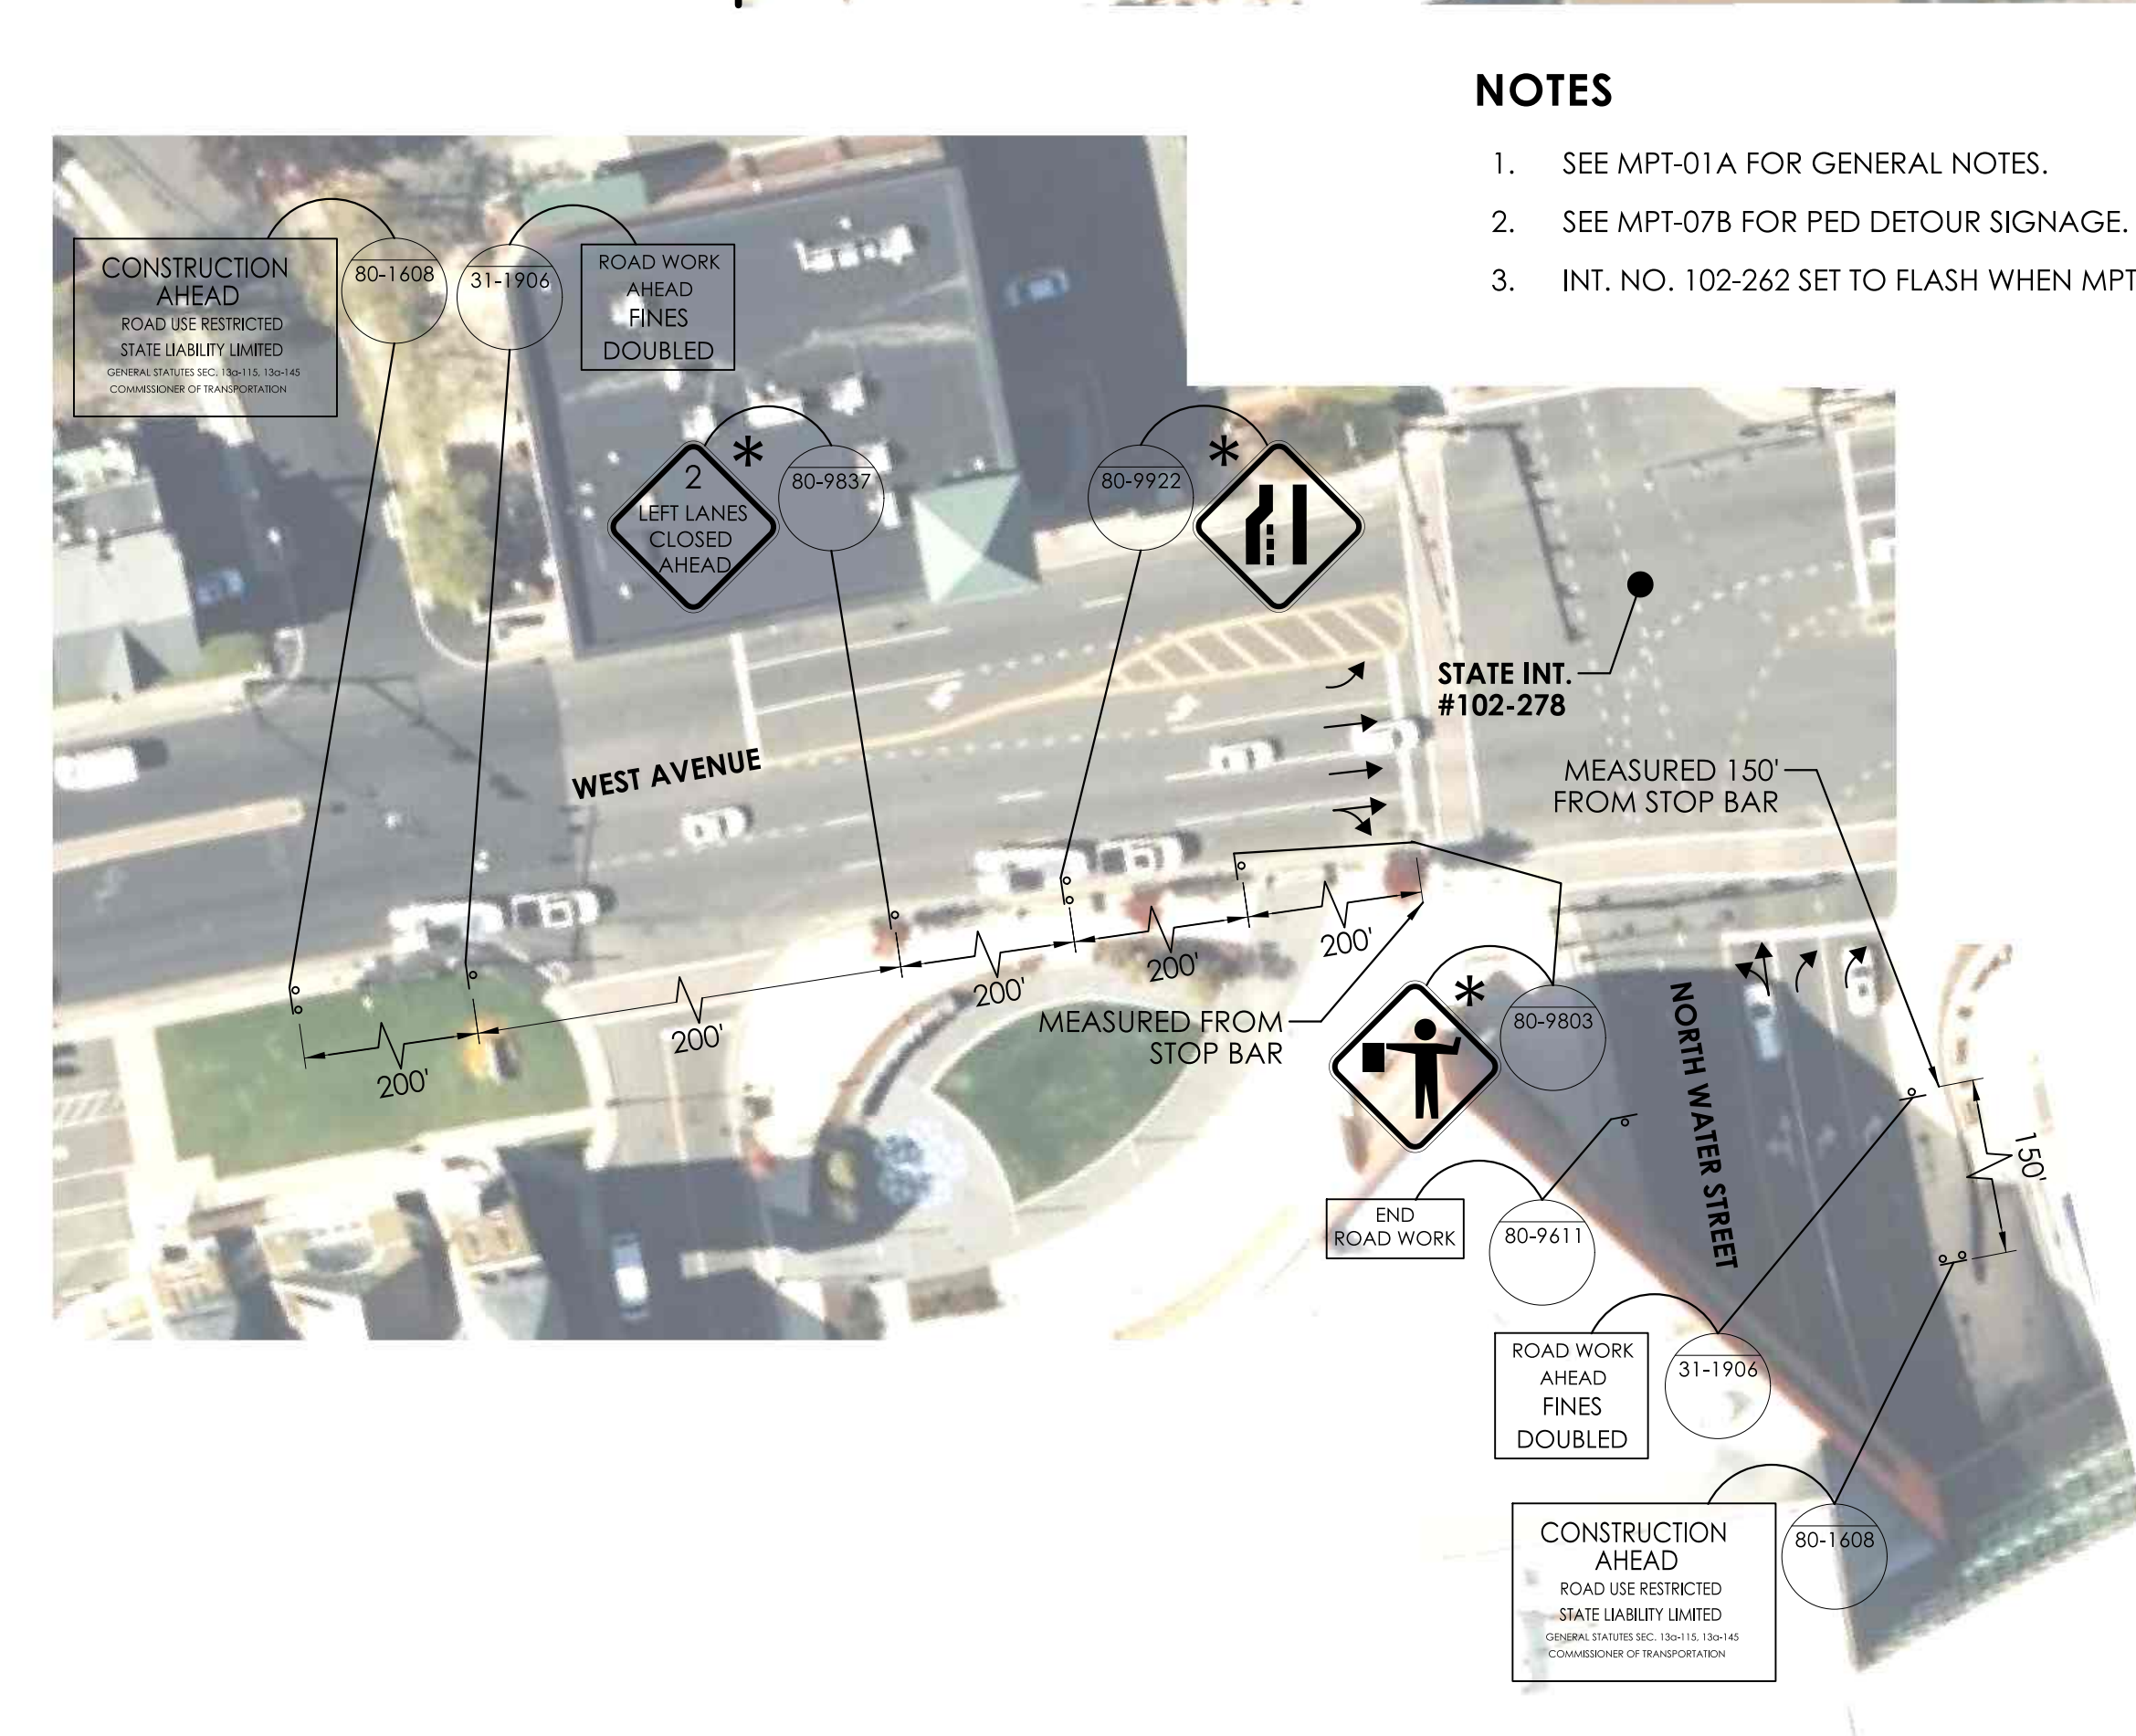 NOTES
1. SEE MPT-01A FOR GENERAL NOTES.
2. SEE MPT-07B FOR PED DETOUR SIGNAGE.
3. INT. NO. 102-262 SET TO FLASH WHEN MPT
CONSTRUCTION
AHEAD
ROAD USE RESTRICTED
STATE LIABILITY LIMITED
GENERAL STATUTES SEC. 13a-115, 13a-145
COMMISSIONER OF TRANSPORTATION
80-1608
31-1906
ROAD WORK
AHEAD
FINES
DOUBLED
2
LEFT LANES
CLOSED
AHEAD
*
80-9837
80-9922
*
STATE INT.
#102-278
WEST AVENUE
MEASURED 150'
FROM STOP BAR
200'
200'
200'
200'
200'
MEASURED FROM
STOP BAR
*
80-9803
NORTH WATER STREET
150'
END
ROAD WORK
80-9611
ROAD WORK
AHEAD
FINES
DOUBLED
31-1906
CONSTRUCTION
AHEAD
ROAD USE RESTRICTED
STATE LIABILITY LIMITED
GENERAL STATUTES SEC. 13a-115, 13a-145
COMMISSIONER OF TRANSPORTATION
80-1608